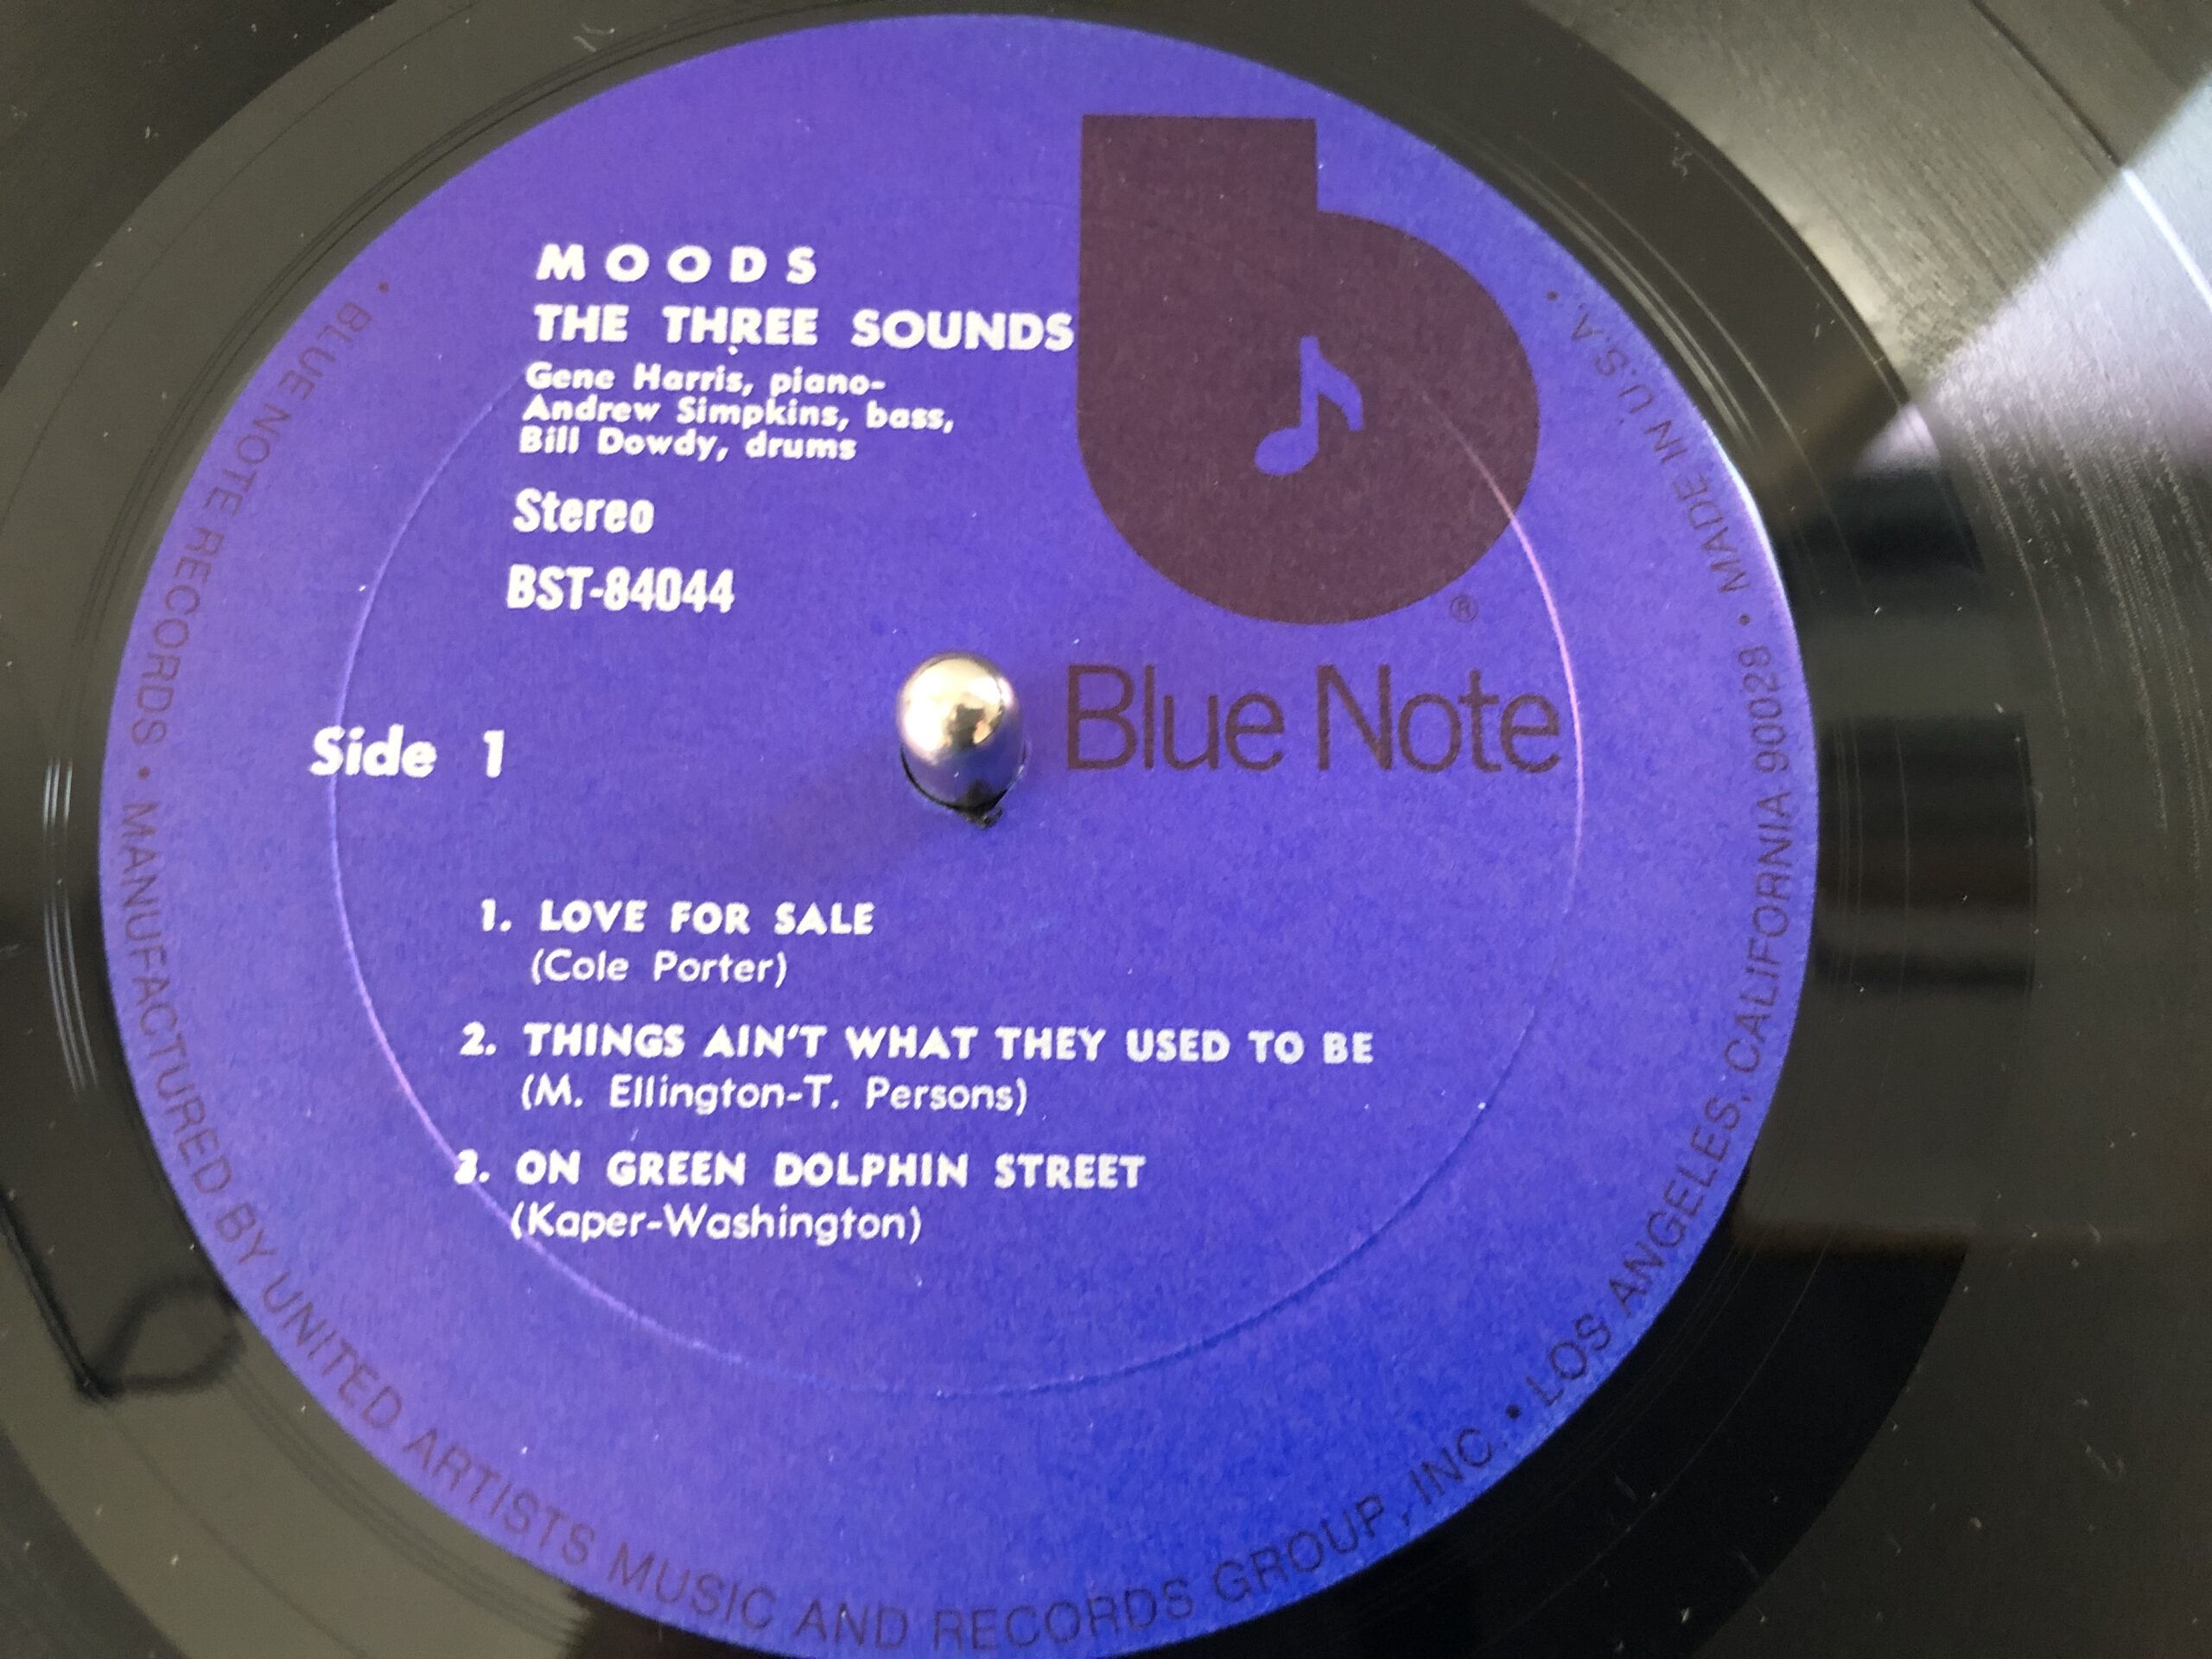 MOODS
THE THREE SOUNDS
Gene Harris, piano-
Andrew Simpkins, bass,
Bill Dowdy, drums
Stereo
BST-84044
®
Blue Note
Side 1
1. LOVE FOR SALE
(Cole Porter)
2. THINGS AIN'T WHAT THEY USED TO BE
(M. Ellington-T. Persons)
3. ON GREEN DOLPHIN STREET
(Kaper-Washington)
• BLUE NOTE RECORDS • MANUFACTURED BY UNITED ARTISTS MUSIC AND RECORDS GROUP, INC. • LOS ANGELES, CALIFORNIA 90028 • MADE IN U.S.A. •